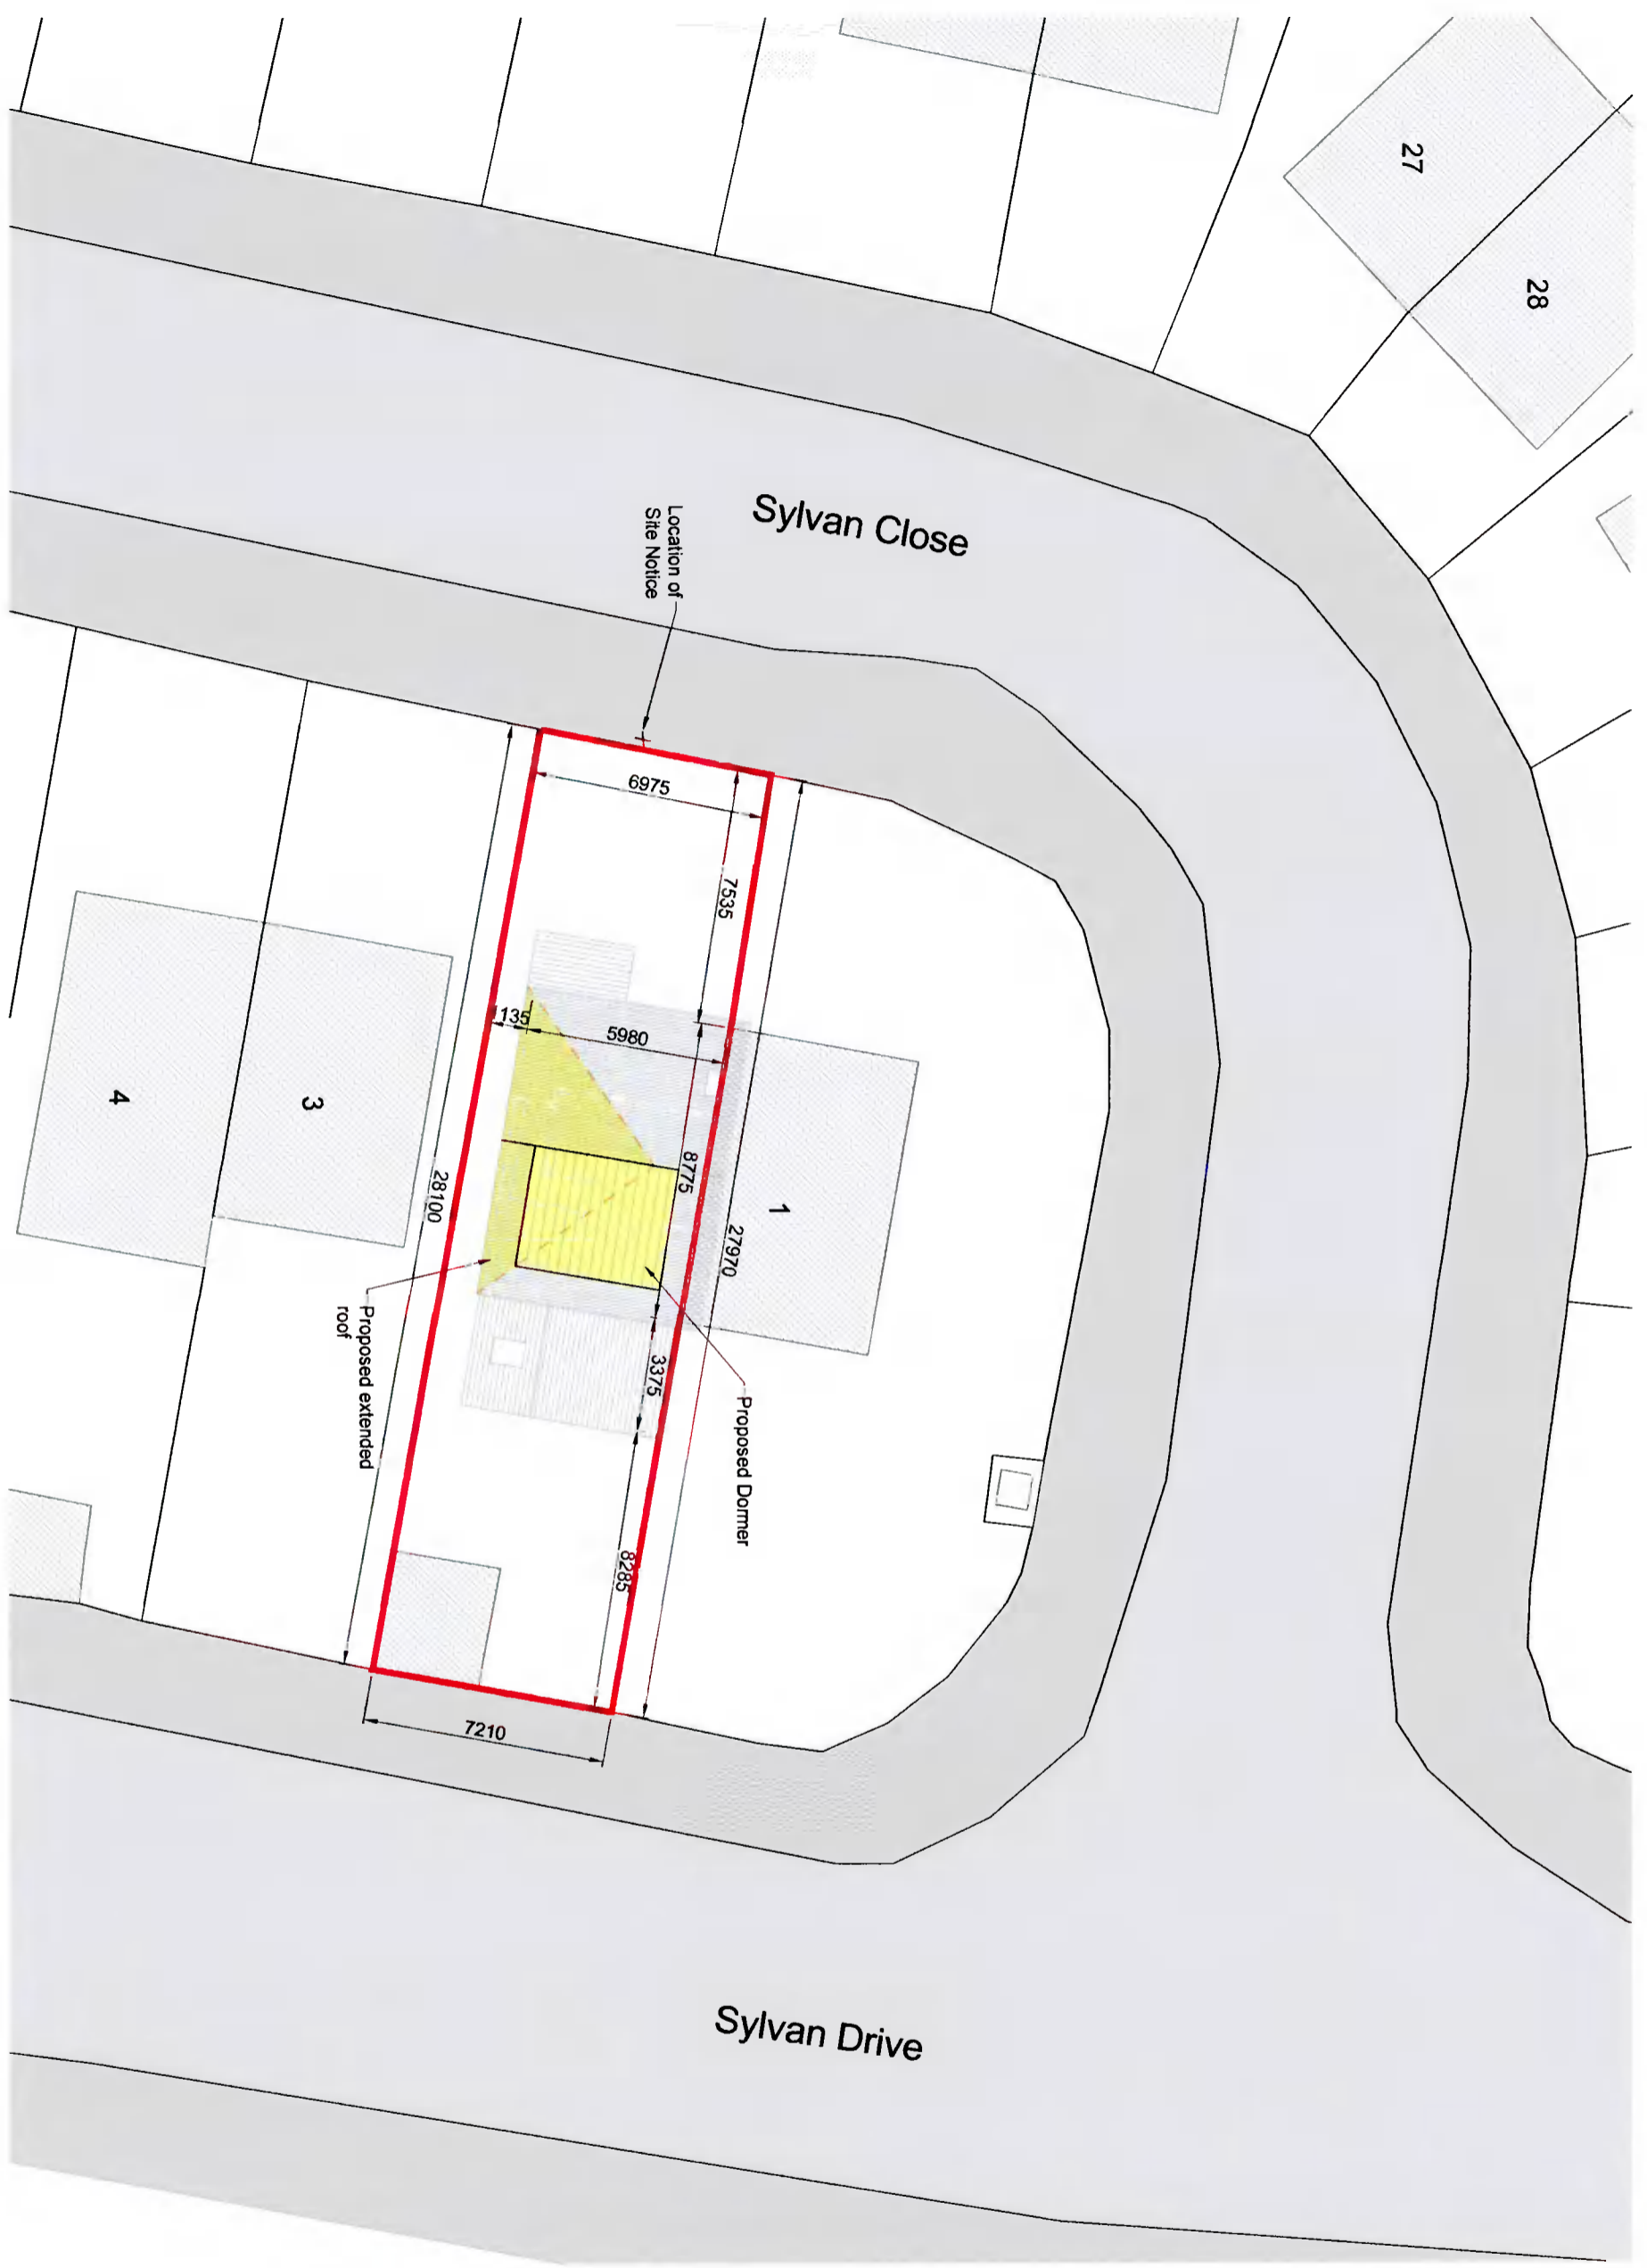 27
28
Sylvan Close
Location of
Site Notice
6975
7535
1135
5980
8775
27970
1
3
4
28100
Proposed extended
roof
3375
Proposed Dormer
8285
7210
Sylvan Drive